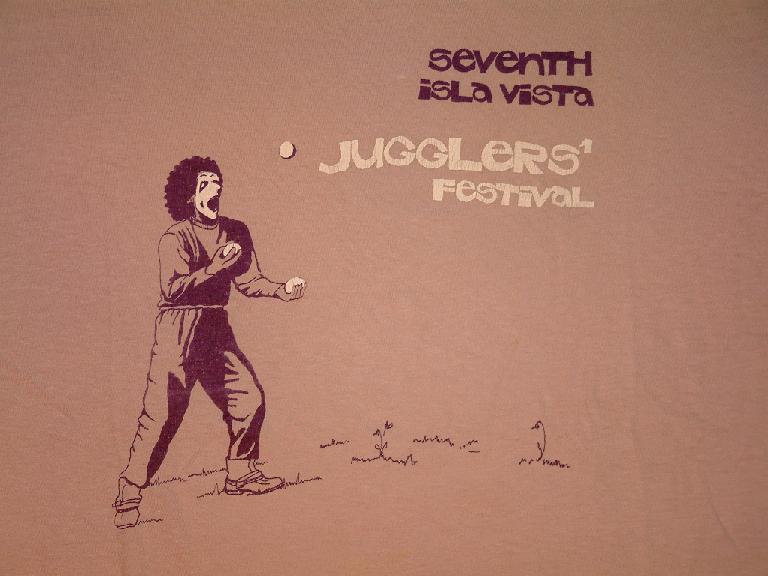 SEVENTH
ISLA VISTA
JUGGLERS'
FESTIVAL